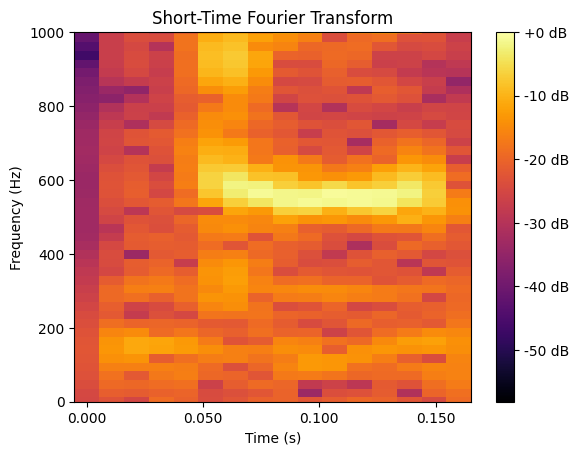 Short-Time Fourier Transform
1000
800
600
400
200
0
Frequency (Hz)
0.000
0.050
0.100
0.150
Time (s)
+0 dB
-10 dB
-20 dB
-30 dB
-40 dB
-50 dB